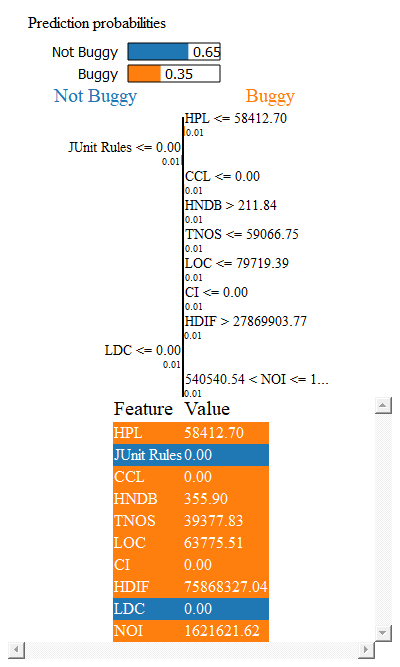 Prediction probabilities
Not Buggy 0.65
Buggy 0.35
Not Buggy Buggy
HPL <= 58412.70
0.01
JUnit Rules <= 0.00
0.01
CCL <= 0.00
0.01
HNDB > 211.84
0.01
TNOS <= 59066.75
0.01
LOC <= 79719.39
0.01
CI <= 0.00
0.01
HDIF > 27869903.77
0.01
LDC <= 0.00
0.01
540540.54 < NOI <= 1...
0.01
Feature Value
HPL 58412.70
JUnit Rules 0.00
CCL 0.00
HNDB 355.90
TNOS 39377.83
LOC 63775.51
CI 0.00
HDIF 75868327.04
LDC 0.00
NOI 1621621.62